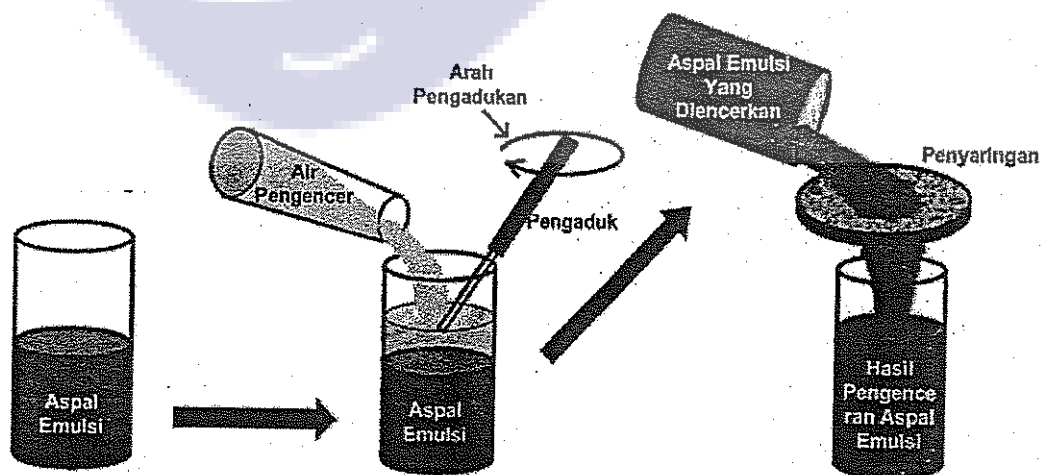 Aspal
Emulsi
Air
Pengencer
Arah
Pengadukan
Pengaduk
Aspal
Emulsi
Aspal Emulsi
Yang
Diencerkan
Penyaringan
Hasil
Pengence
ran Aspal
Emulsi